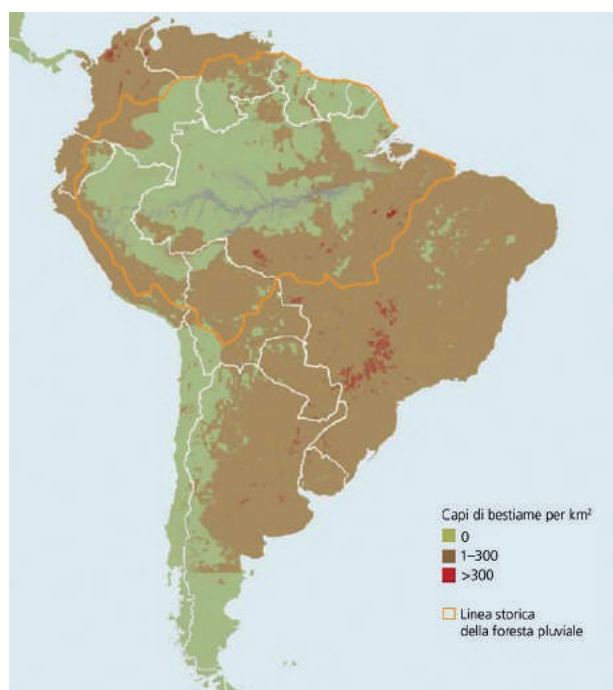 Capi di bestiame per km²
0
1–300
>300
Linea storica
della foresta pluviale